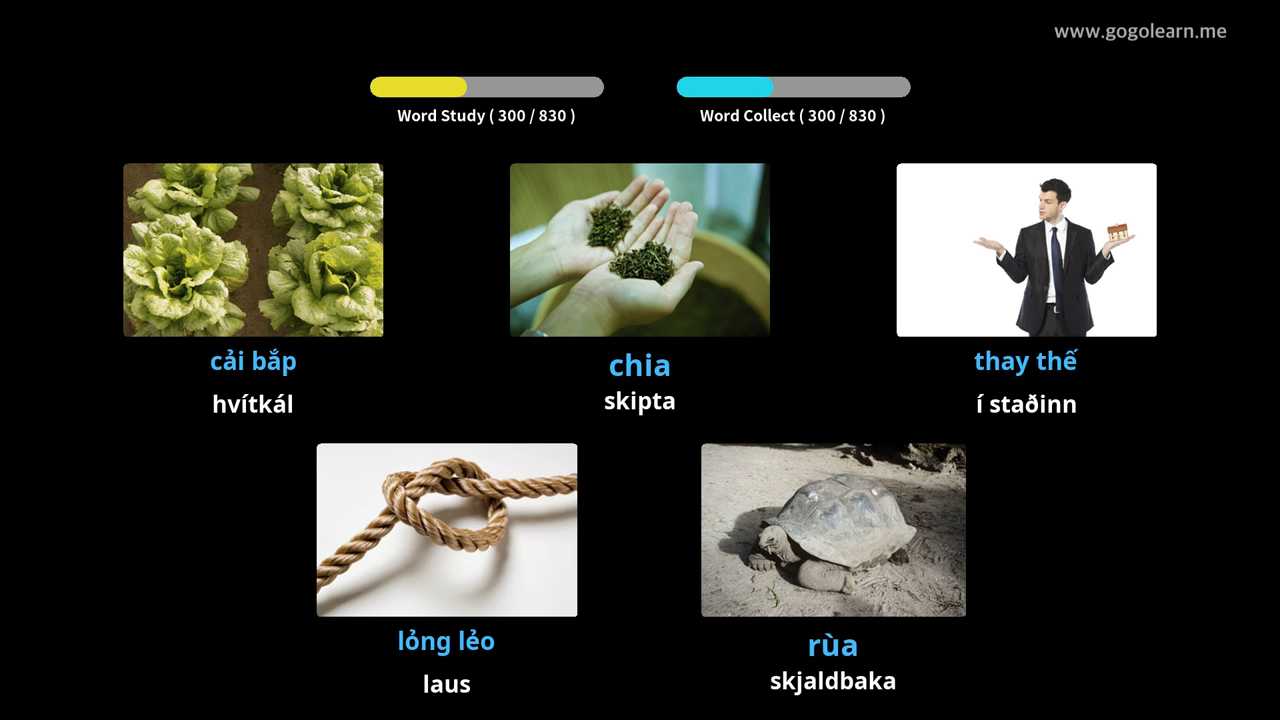 www.gogolearn.me
Word Study ( 300 / 830 )
Word Collect ( 300 / 830 )
cải bắp
hvítkál
chia
skipta
thay thế
í staðinn
lỏng lẻo
laus
rùa
skjaldbaka